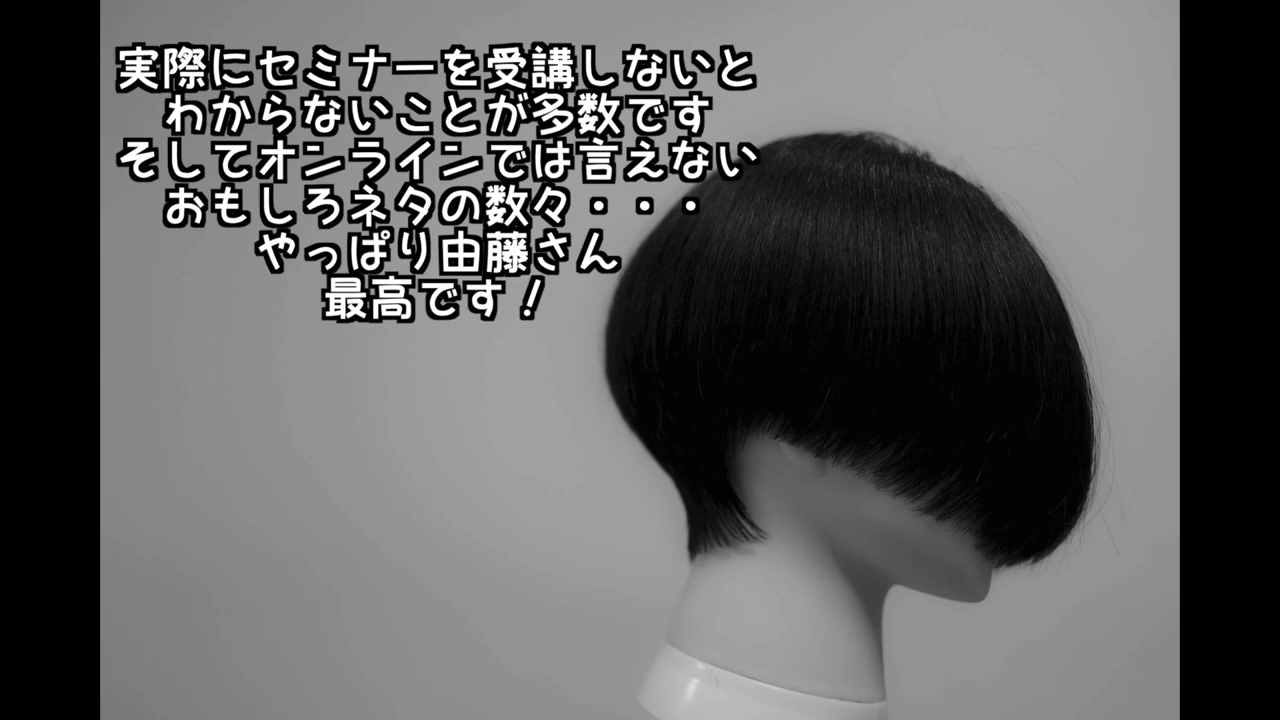 実際にセミナーを受講しないと
わからないことが多数です
そしてオンラインでは言えない
おもしろネタの数々・・・
やっぱり由藤さん
最高です！